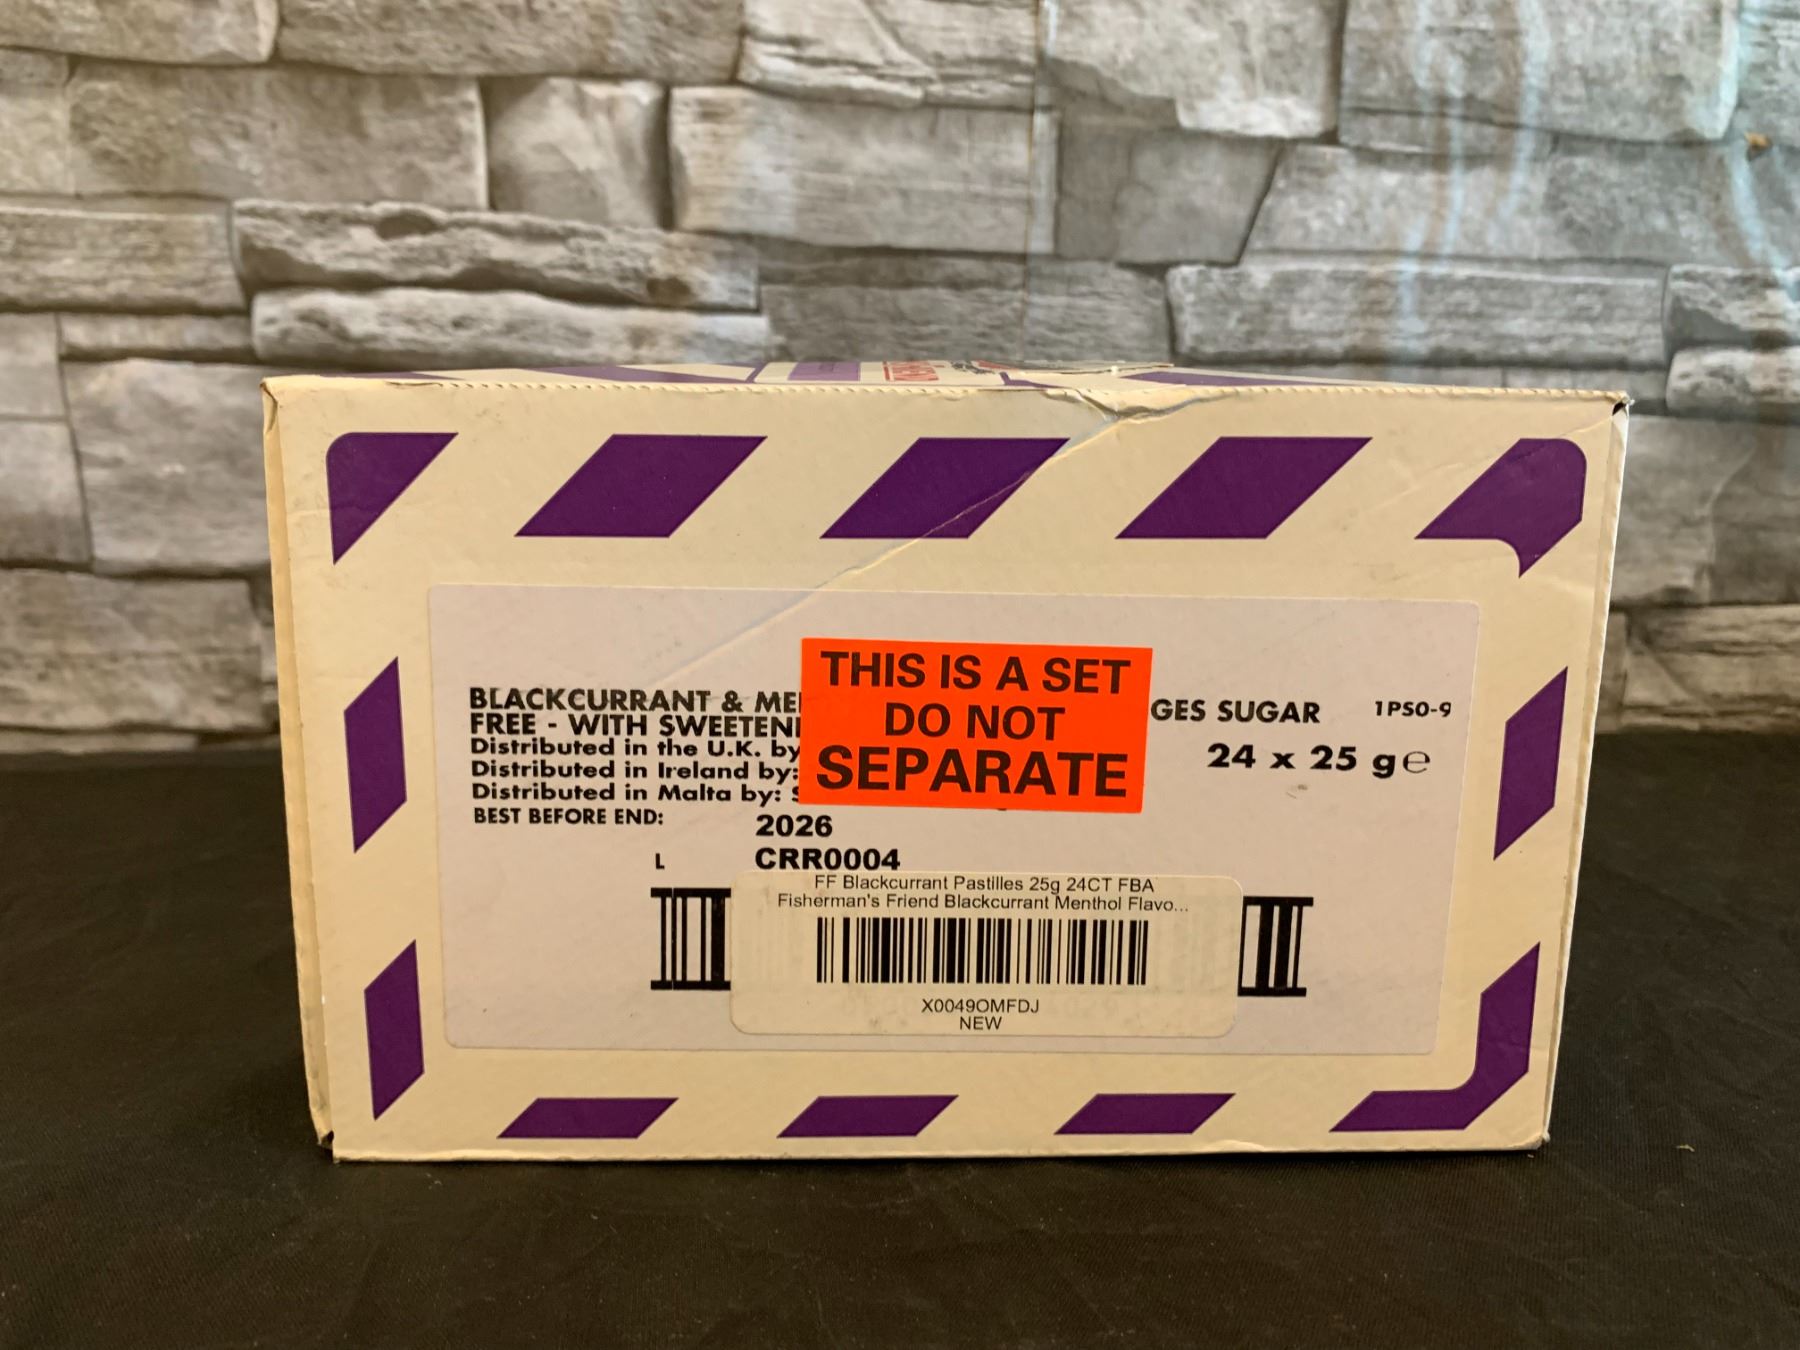 BLACKCURRANT & ME
GES SUGAR
1PSO-9
FREE - WITH SWEETENI
24 x 25 g℮
Distributed in the U.K. by
Distributed in Ireland by:
Distributed in Malta by:
THIS IS A SET
DO NOT
SEPARATE
BEST BEFORE END:
2026
L
CRR0004
FF Blackcurrant Pastilles 25g 24CT FBA
Fisherman's Friend Blackcurrant Menthol Flavo...
X0049OMFDJ
NEW